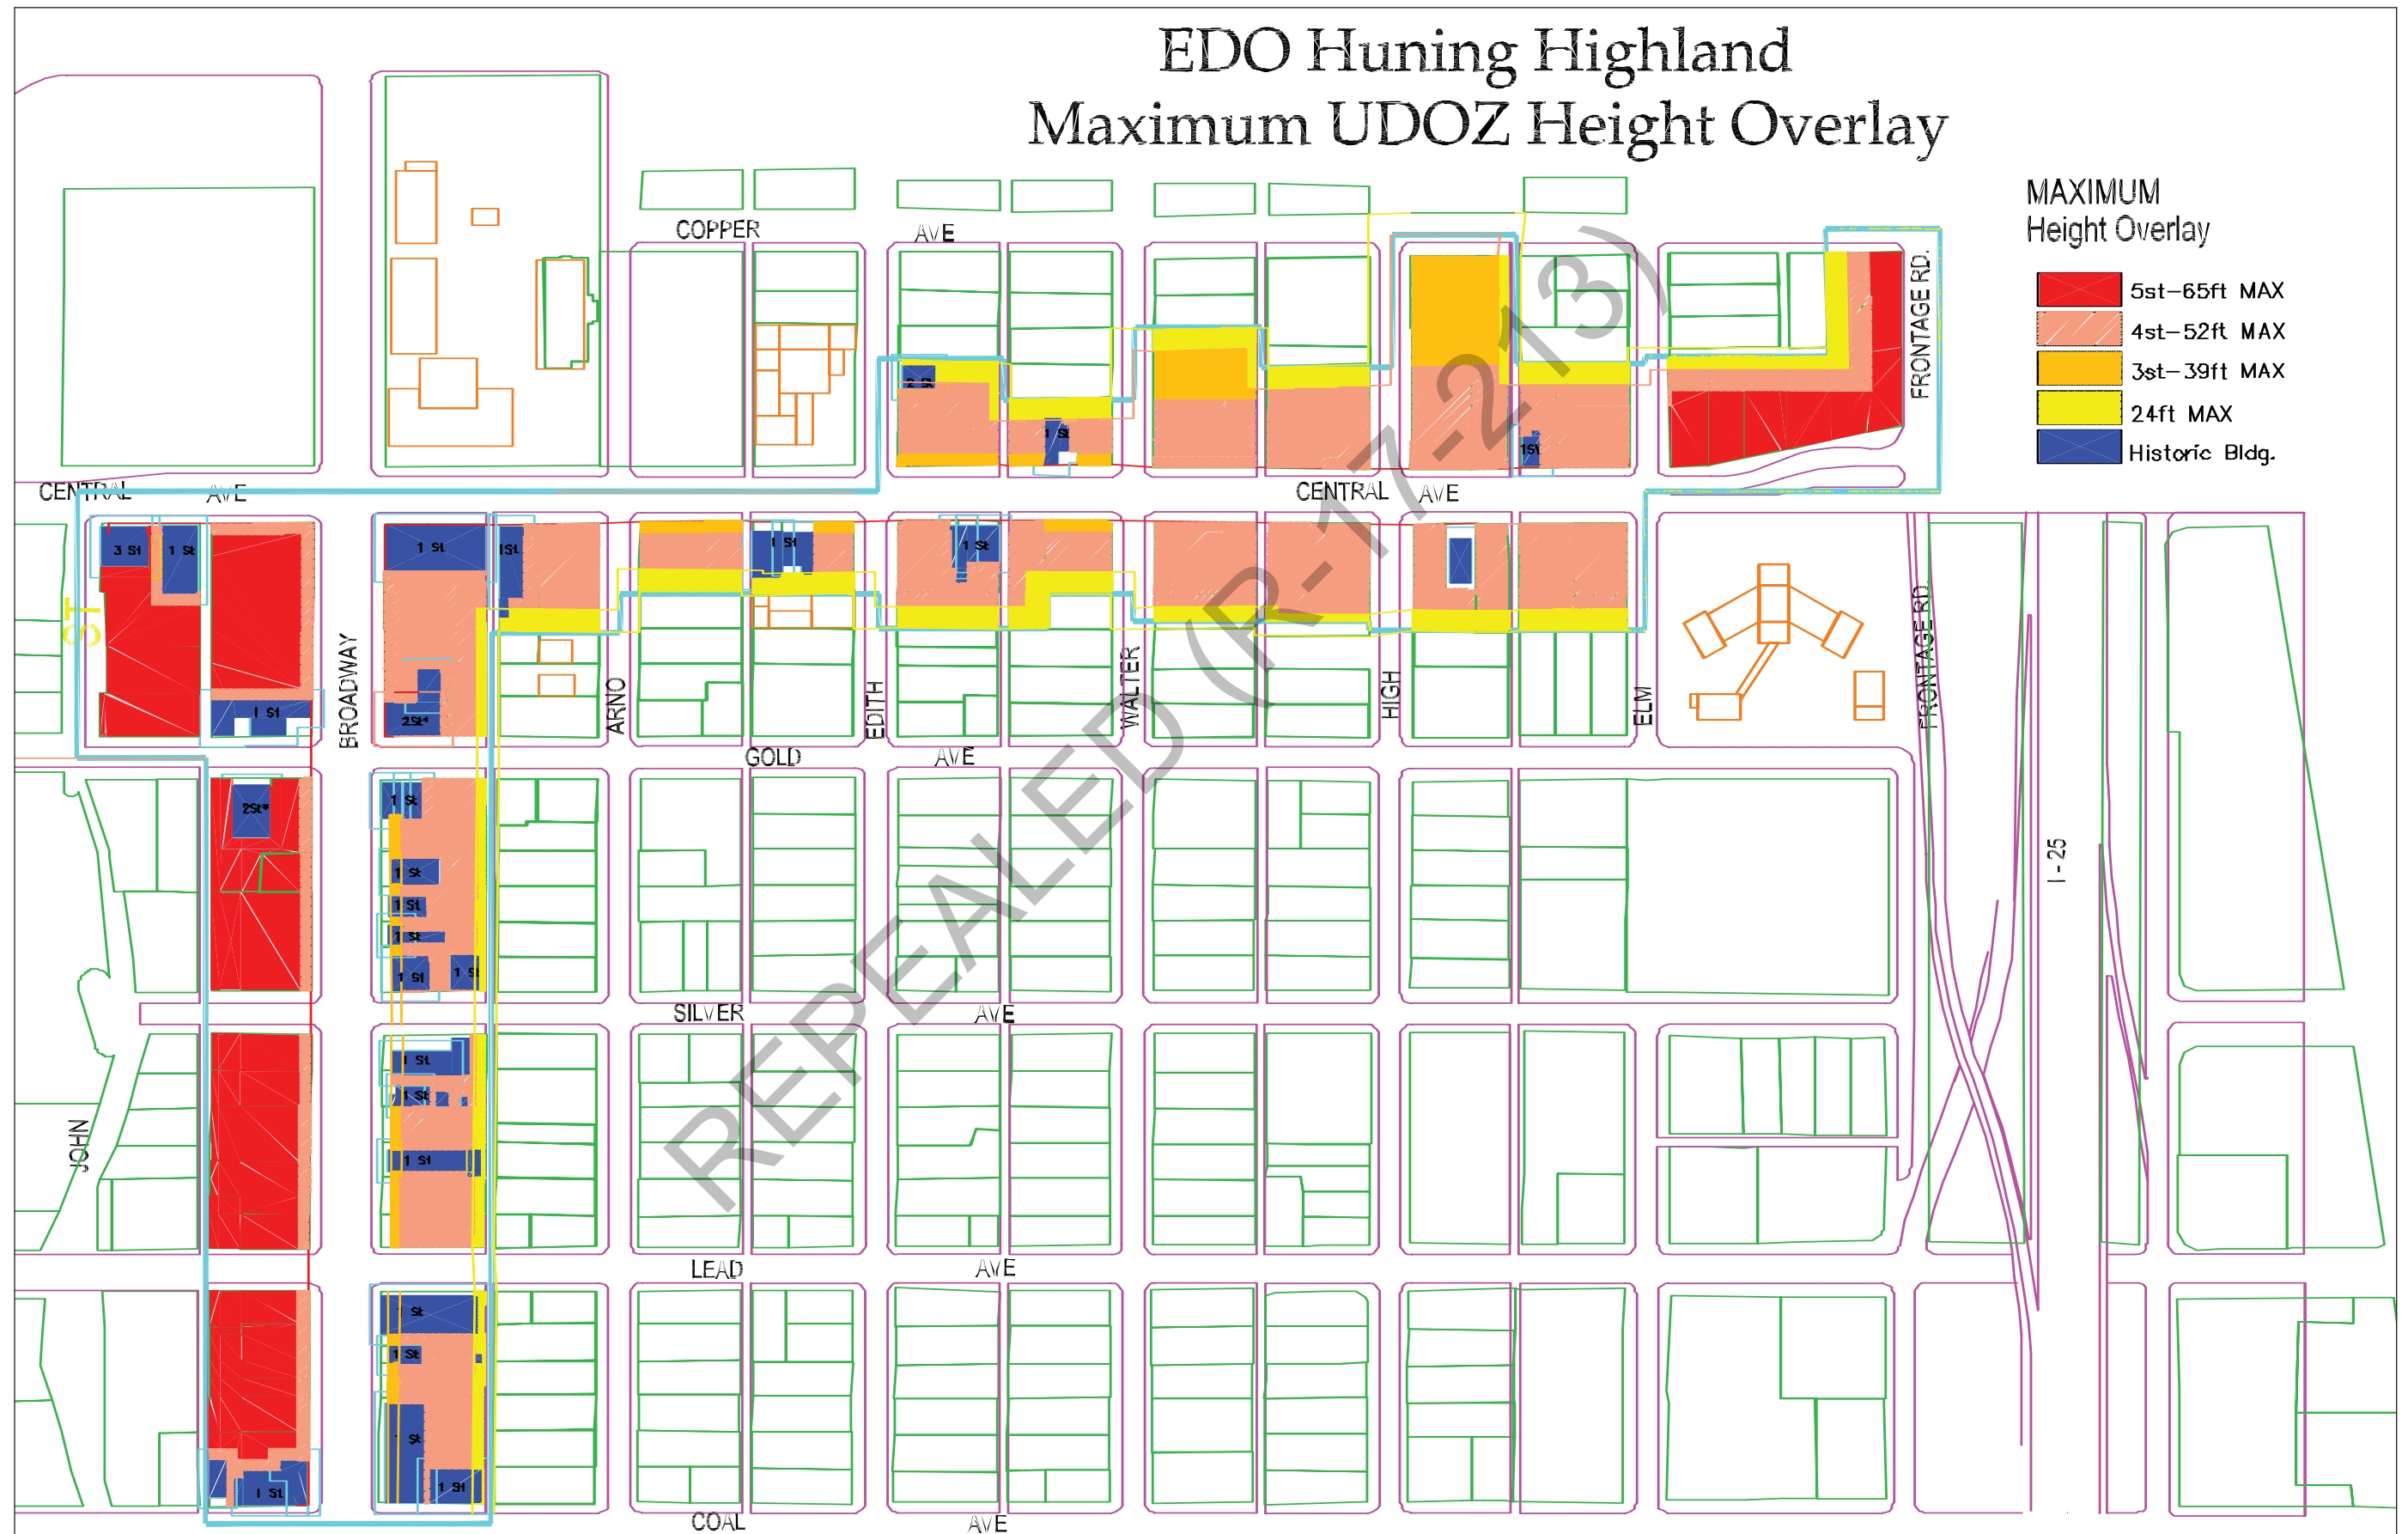 EDO Huning Highland
Maximum UDOZ Height Overlay
MAXIMUM
Height Overlay
5st-65ft MAX
4st-52ft MAX
3st-39ft MAX
24ft MAX
Historic Bldg.
COPPER AVE
FRONTAGE RD.
2 St
1 St
1St
CENTRAL AVE
CENTRAL AVE
3 St
1 St
1 St
1St
1 St
1 St
ST
BROADWAY
ARNO
EDITH
WALTER
HIGH
ELM
FRONTAGE RD.
1 St
2St*
GOLD AVE
2St*
1 St
1 St
1 St
1 St
1 St
1 St
I-25
SILVER AVE
JOHN
1 St
1 St
1 St
LEAD AVE
1 St
1 St
1 St
1 St
1 St
COAL AVE
REPEALED (R-17-213)